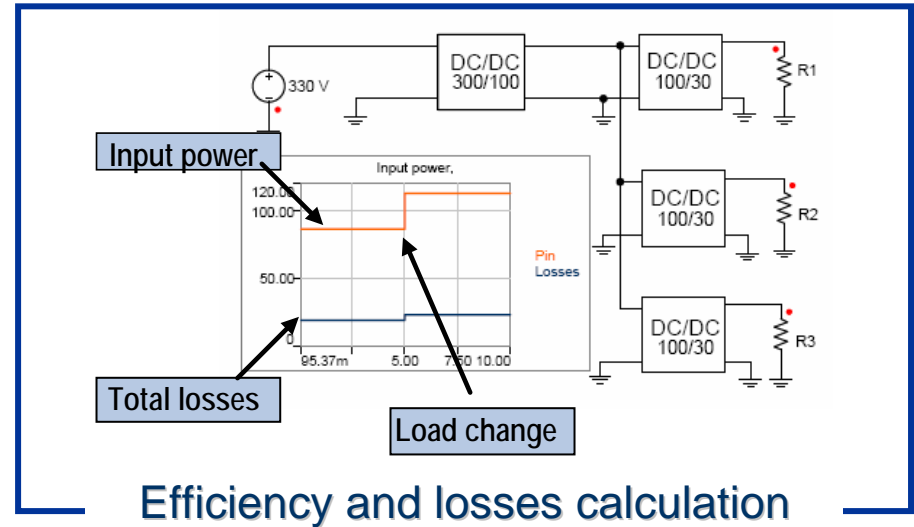 330 V
DC/DC
300/100
DC/DC
100/30
R1
Input power
Input power,
120.00
100.00
50.00
0
95.37m
5.00
7.50
10.00
Pin
Losses
DC/DC
100/30
R2
DC/DC
100/30
R3
Total losses
Load change
Efficiency and losses calculation